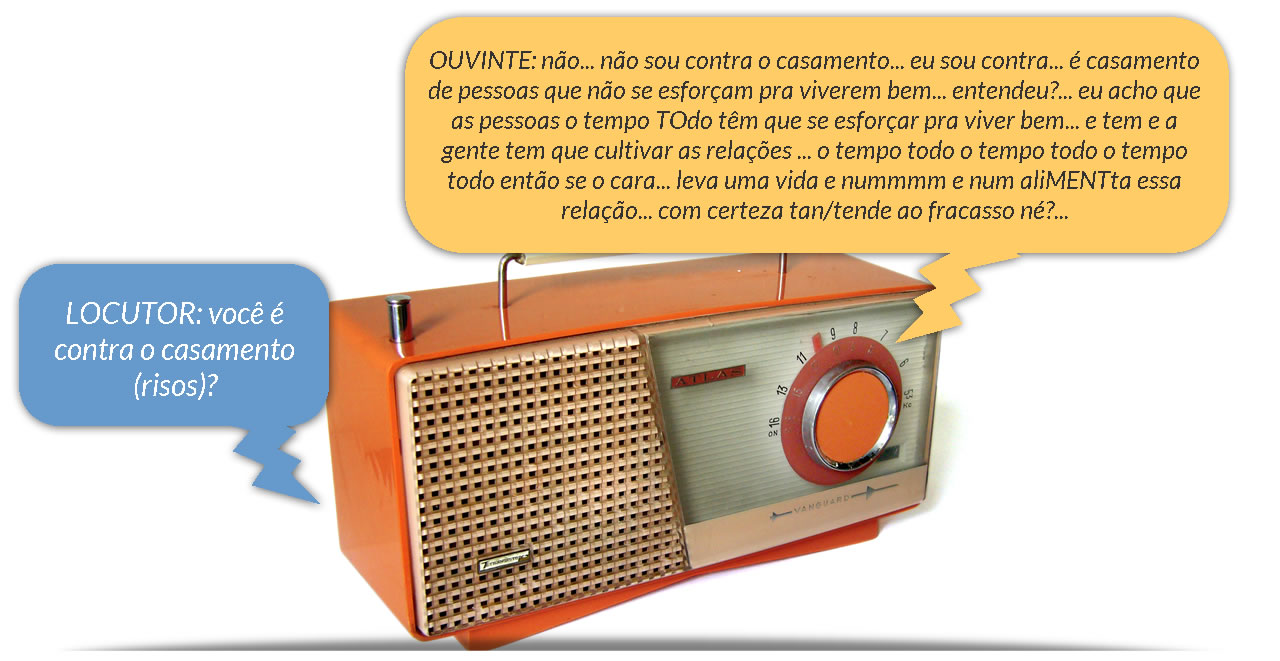 OUVINTE: não... não sou contra o casamento... eu sou contra... é casamento
de pessoas que não se esforçam pra viverem bem... entendeu?... eu acho que
as pessoas o tempo TOdo têm que se esforçar pra viver bem... e tem e a
gente tem que cultivar as relações ... o tempo todo o tempo todo o tempo
todo então se o cara... leva uma vida e nummmm e num aliMENTta essa
relação... com certeza tan/tende ao fracasso né?...
LOCUTOR: você é
contra o casamento
(risos)?
ATLAS
16 13 11 9 8 7 6 53
ON
Kc
VANGUARD